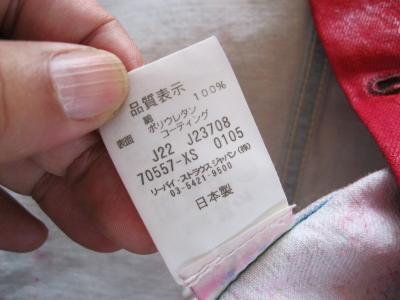 品質表示
綿 100%
ポリウレタン
表面 コーティング
J22 J23708
70557-XS 0105
リーバイ・ストラウスジャパン(株)
03-5421-9500
日本製